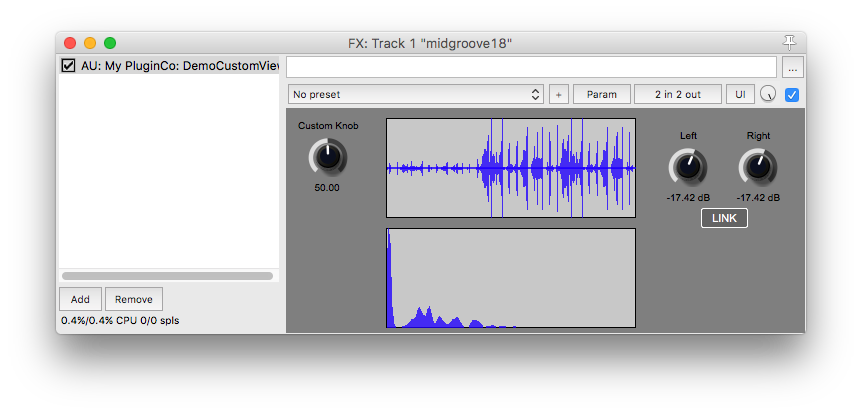 FX: Track 1 "midgroove18"
AU: My PluginCo: DemoCustomView
...
No preset
+
Param
2 in 2 out
UI
Custom Knob
50.00
Left
Right
-17.42 dB
-17.42 dB
LINK
Add
Remove
0.4%/0.4% CPU 0/0 spls